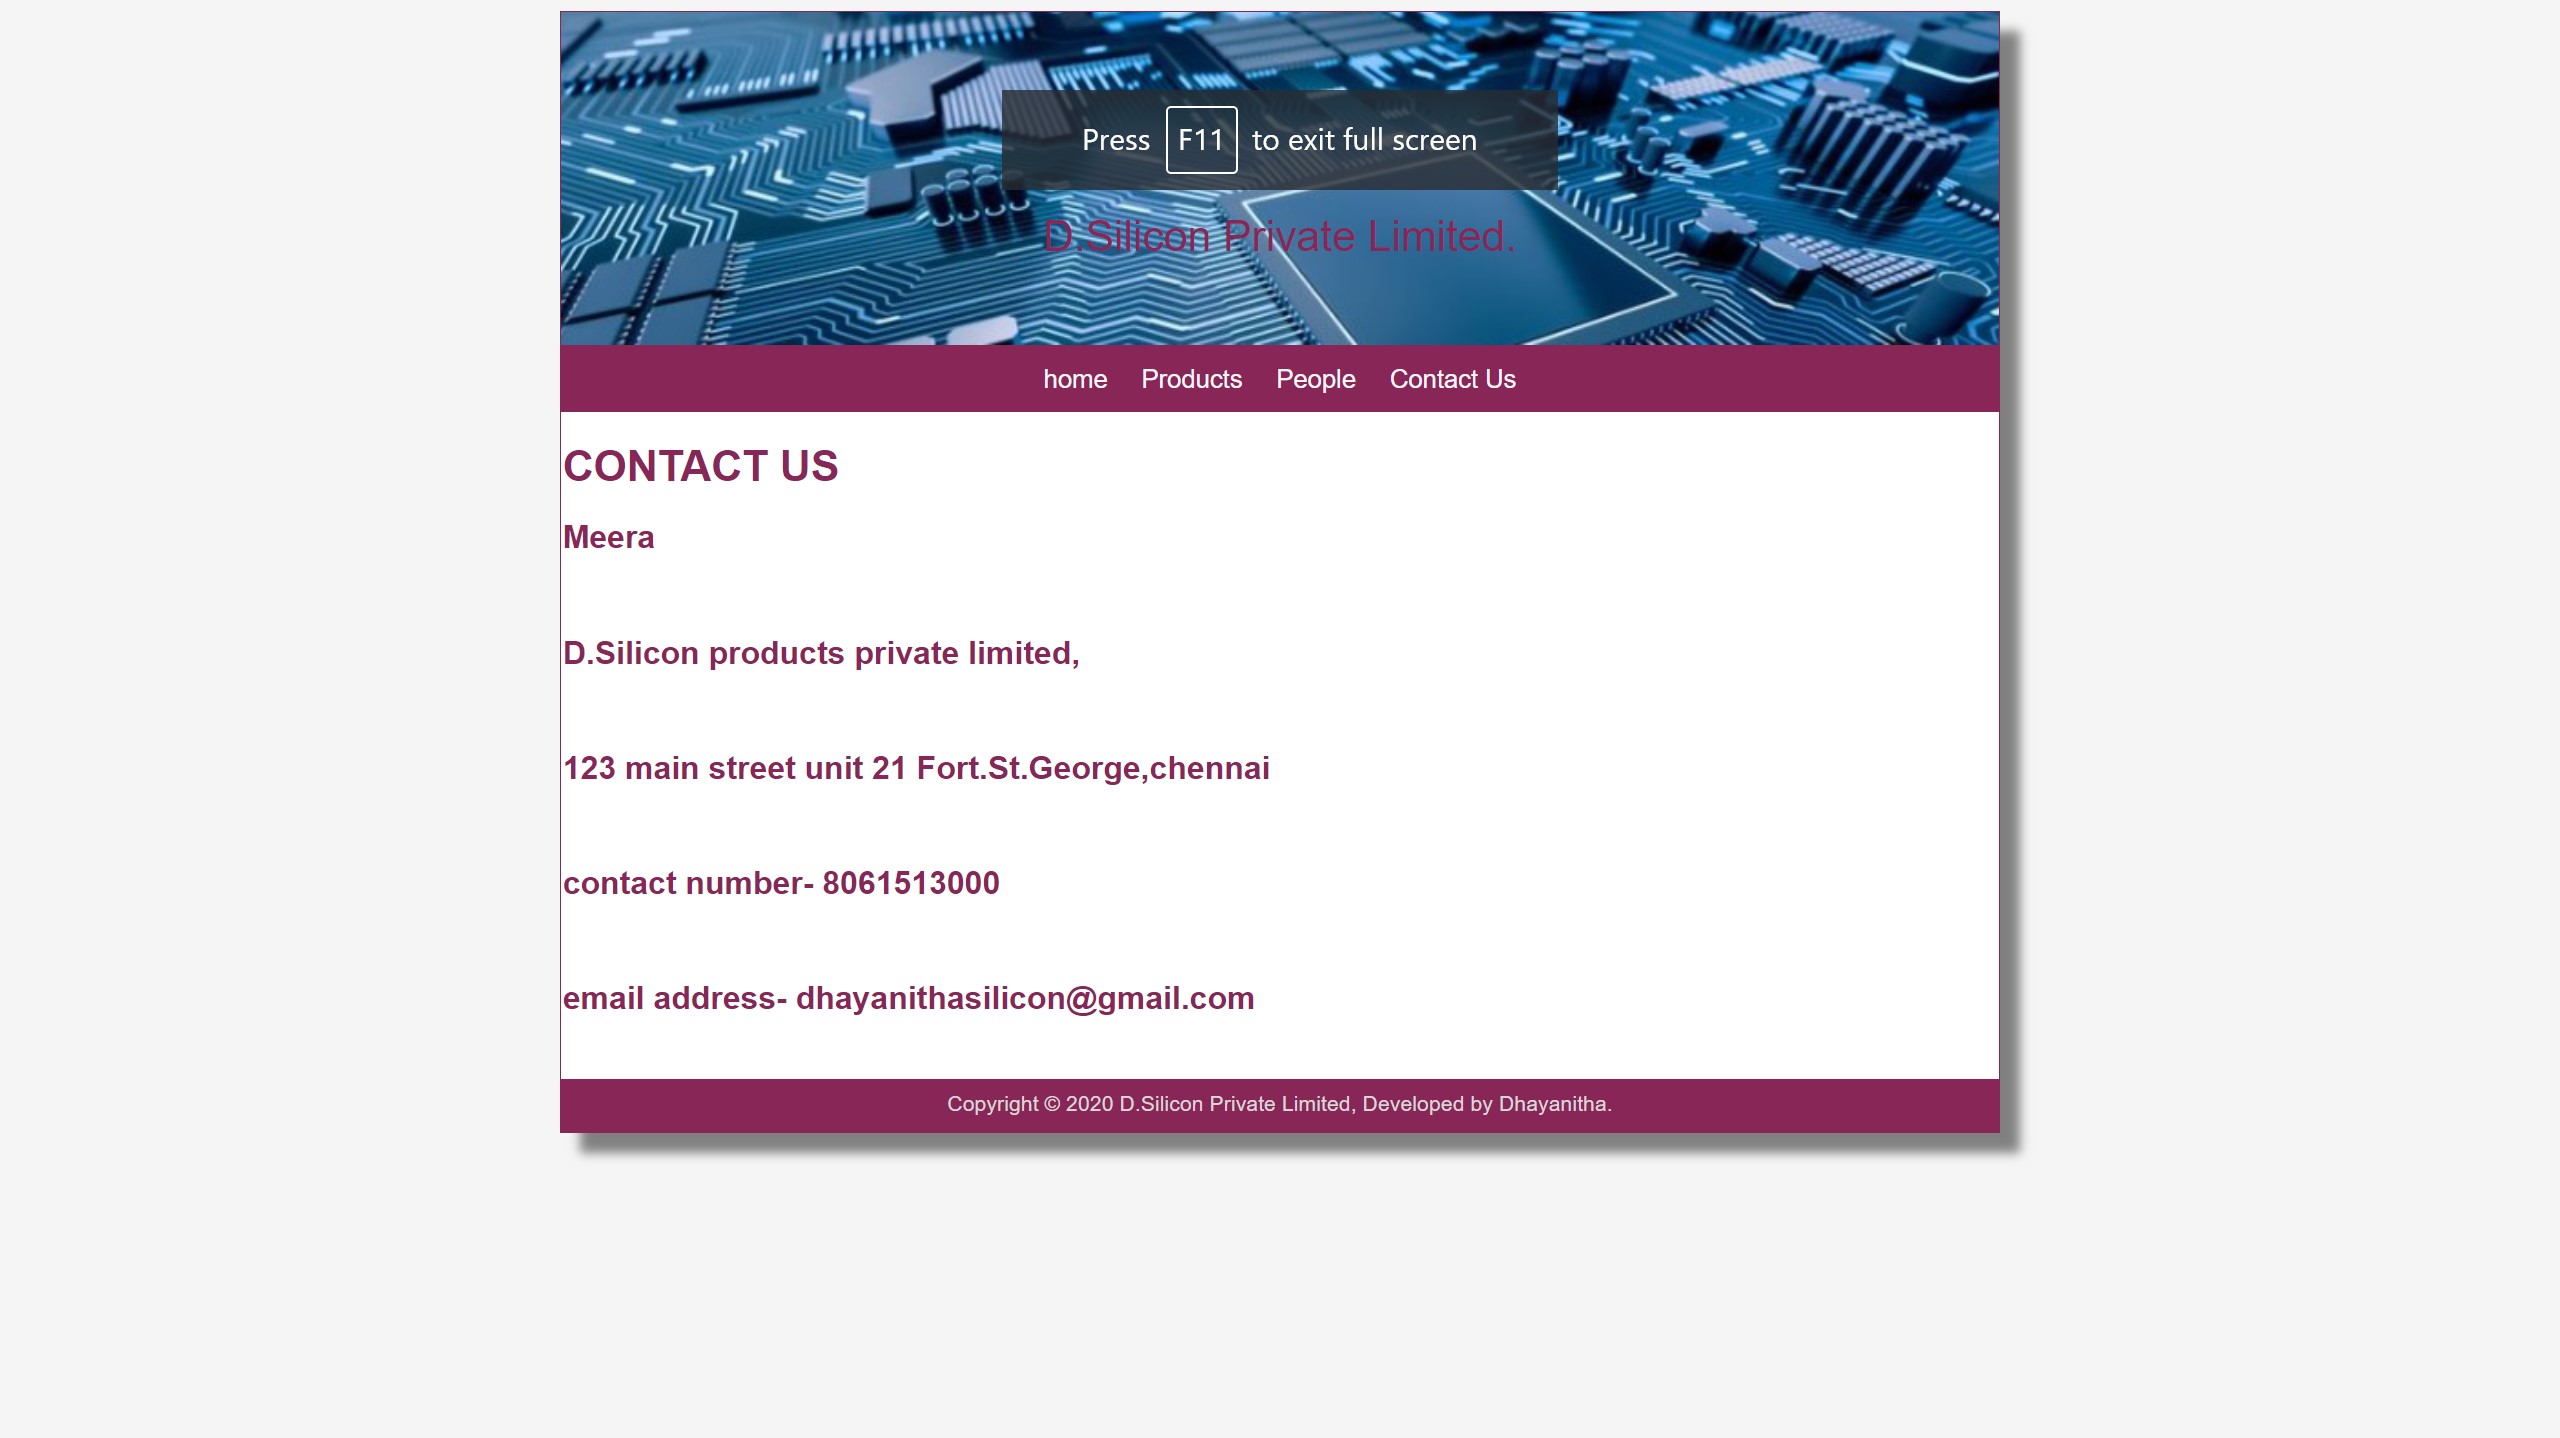 Press F11 to exit full screen
D.Silicon Private Limited.
home Products People Contact Us
CONTACT US
Meera
D.Silicon products private limited,
123 main street unit 21 Fort.St.George,chennai
contact number- 8061513000
email address- dhayanithasilicon@gmail.com
Copyright © 2020 D.Silicon Private Limited, Developed by Dhayanitha.